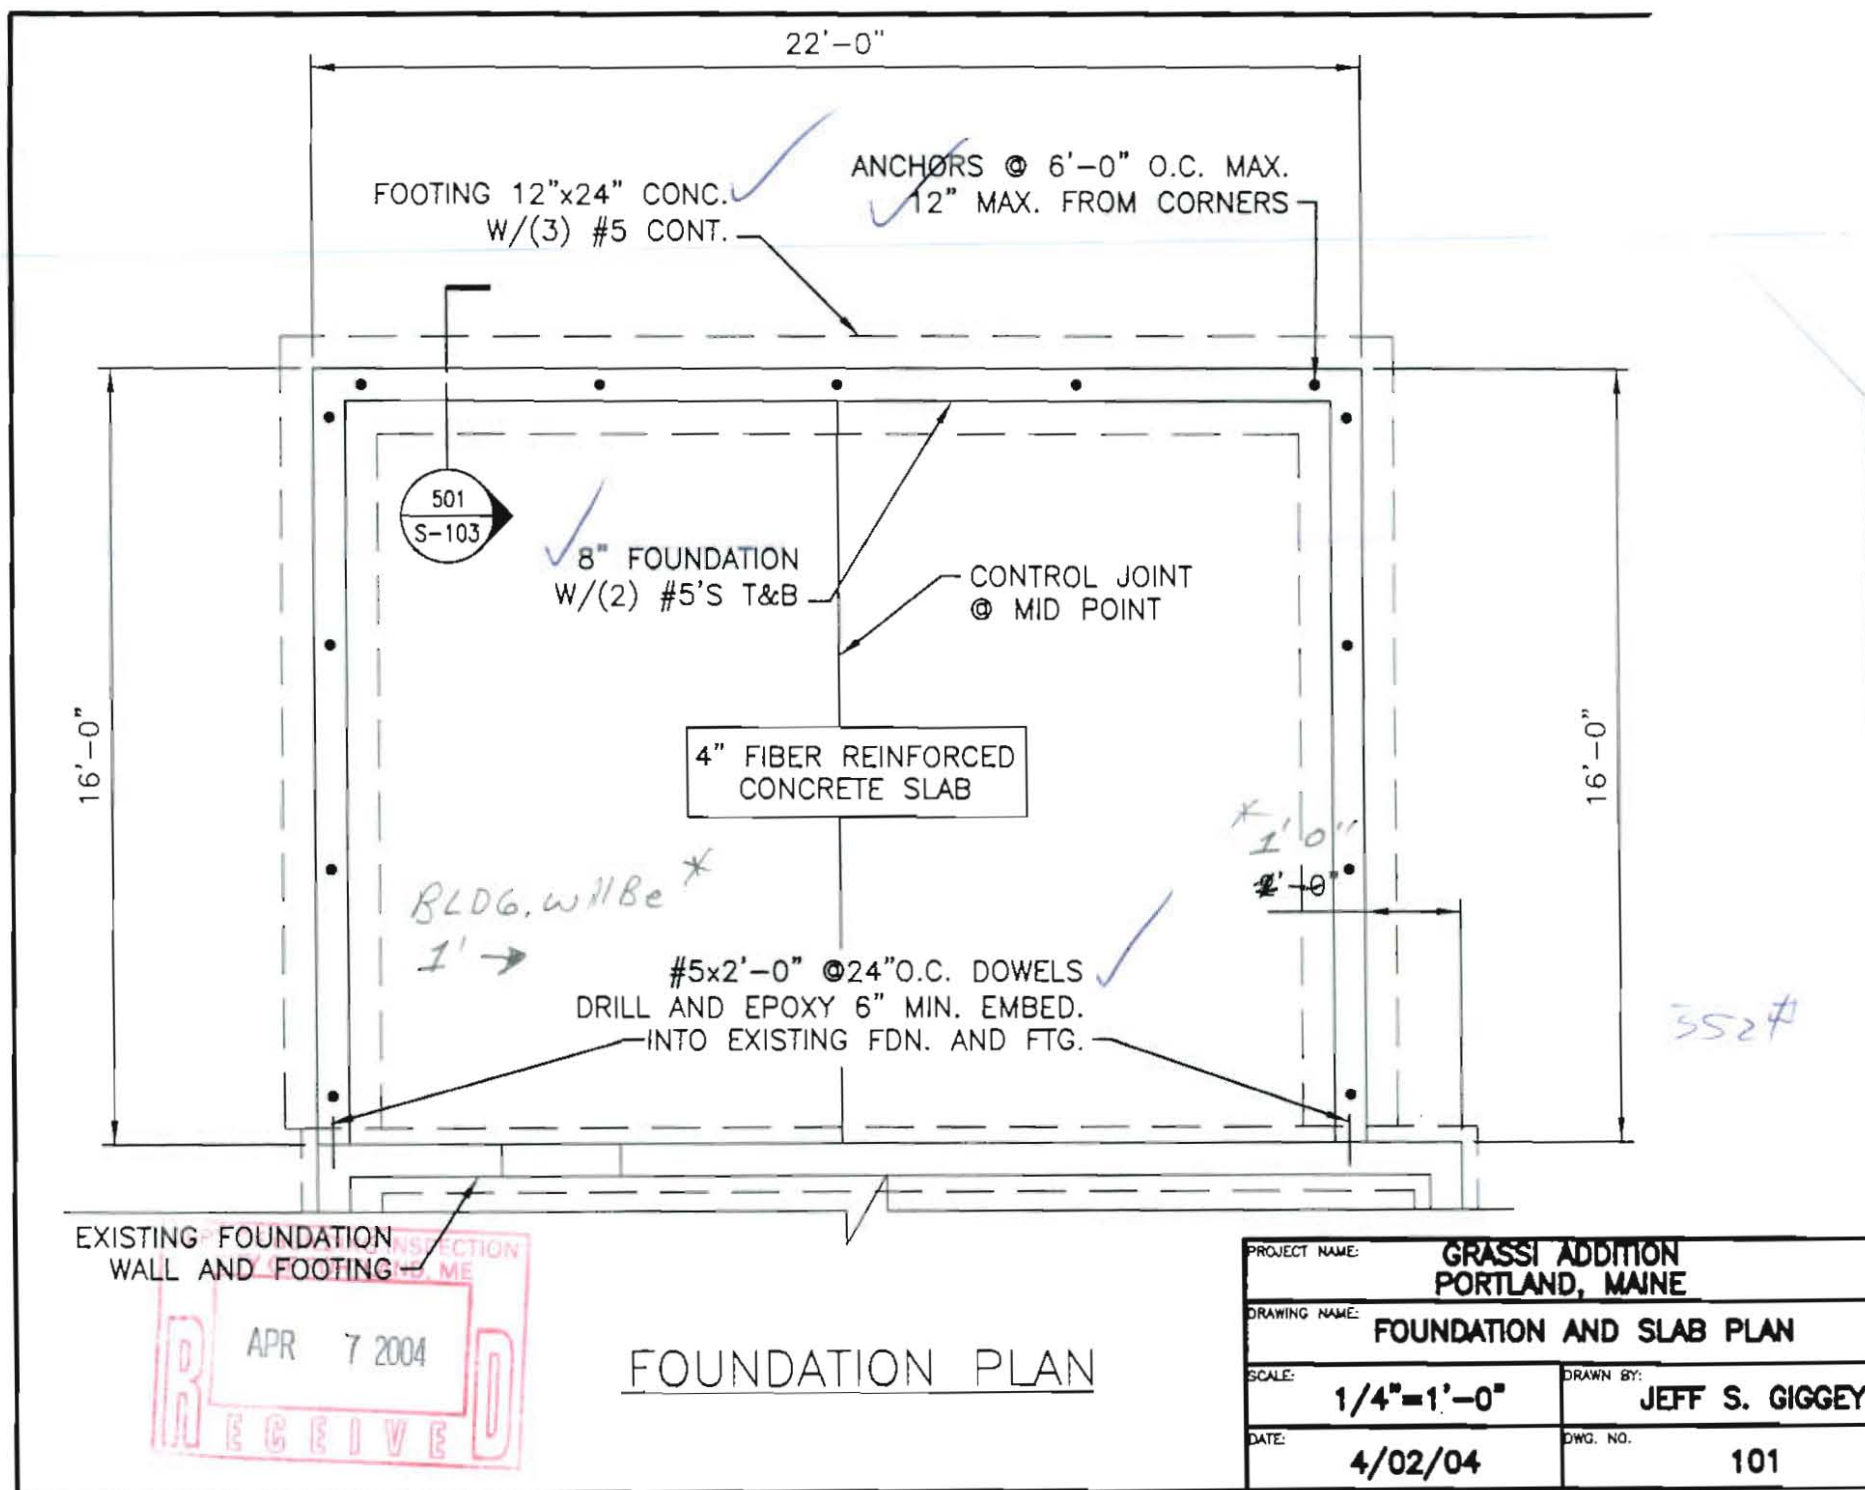 22'-0"
FOOTING 12"x24" CONC.
W/(3) #5 CONT.
ANCHORS @ 6'-0" O.C. MAX.
12" MAX. FROM CORNERS
501
S-103
8" FOUNDATION
W/(2) #5'S T&B
CONTROL JOINT
@ MID POINT
16'-0"
16'-0"
4" FIBER REINFORCED
CONCRETE SLAB
* 1'0"
BLDG. will Be *
1' →
#5x2'-0" @24"O.C. DOWELS
DRILL AND EPOXY 6" MIN. EMBED.
INTO EXISTING FDN. AND FTG.
352#
EXISTING FOUNDATION
WALL AND FOOTING
INSPECTION
ME
APR 7 2004
RECEIVED
FOUNDATION PLAN
PROJECT NAME:
GRASSI ADDITION
PORTLAND, MAINE
DRAWING NAME:
FOUNDATION AND SLAB PLAN
SCALE:
1/4"=1'-0"
DRAWN BY:
JEFF S. GIGGEY
DATE:
4/02/04
DWG. NO.
101